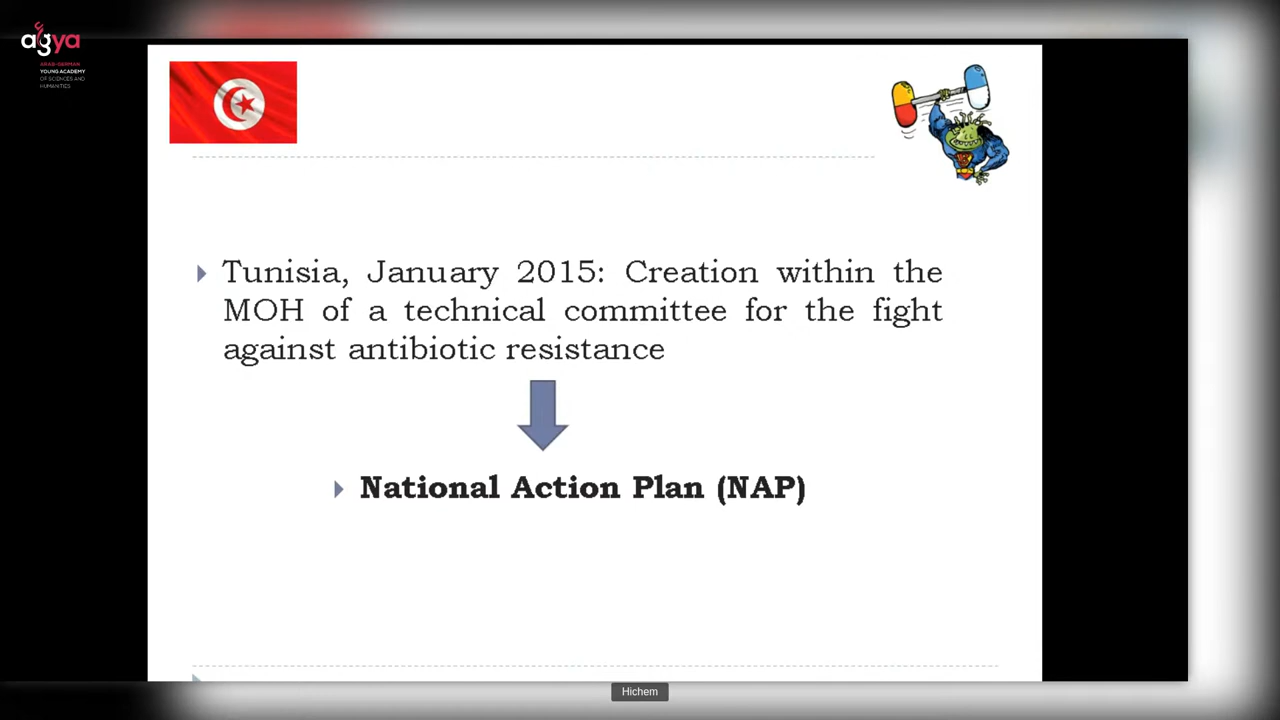 agya
ARAB-GERMAN
YOUNG ACADEMY
OF SCIENCES AND
HUMANITIES
Tunisia, January 2015: Creation within the
MOH of a technical committee for the fight
against antibiotic resistance
National Action Plan (NAP)
Hichem